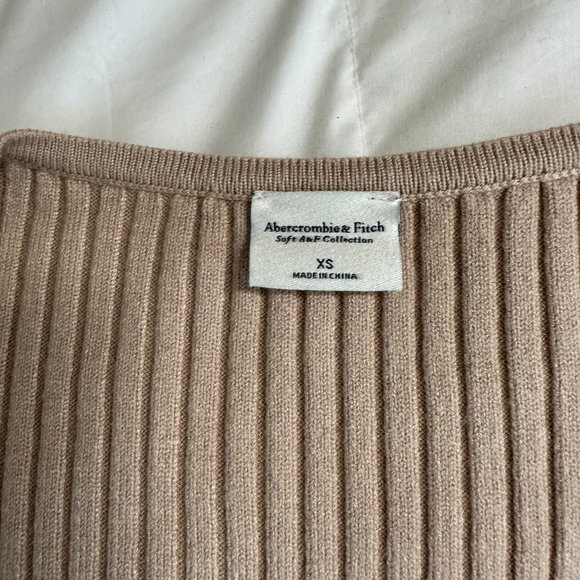 Abercrombie & Fitch
Soft A&F Collection
XS
MADE IN CHINA